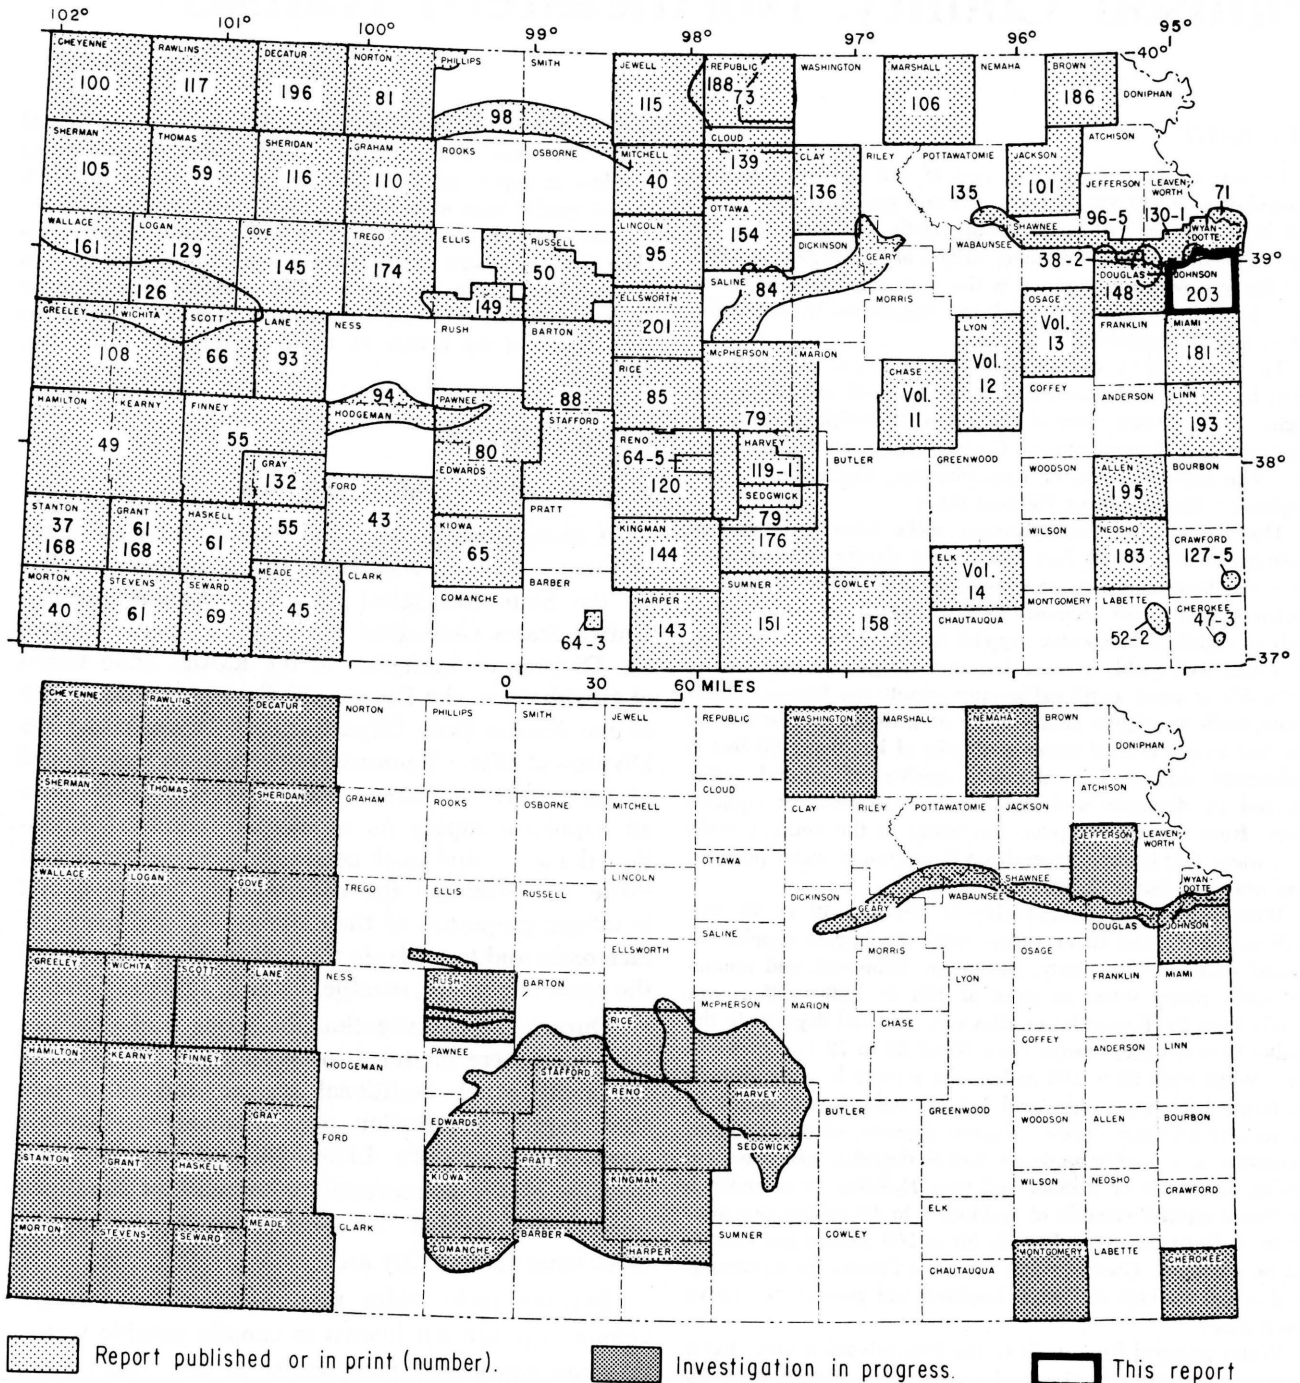 102° 101° 100° 99° 98° 97° 96° 95°
40°
CHEYENNE RAWLINS DECATUR NORTON PHILLIPS SMITH JEWELL REPUBLIC WASHINGTON MARSHALL NEMAHA BROWN DONIPHAN
100 117 196 81 98 115 188 73 106 186
SHERMAN THOMAS SHERIDAN GRAHAM ROOKS OSBORNE MITCHELL CLOUD CLAY RILEY POTTAWATOMIE JACKSON ATCHISON
105 59 116 110 40 139 136 135 101
JEFFERSON LEAVEN-WORTH 71
96-5 130-1
WALLACE LOGAN GOVE TREGO ELLIS RUSSELL LINCOLN OTTAWA DICKINSON GEARY WABAUNSEE SHAWNEE WYAN-DOTTE
161 129 145 174 50 95 154
39°
126 149 SALINE 84 MORRIS 38-2 DOUGLAS 148 JOHNSON 203
GREELEY WICHITA SCOTT LANE NESS RUSH BARTON ELLSWORTH 201 OSAGE Vol. 13 FRANKLIN MIAMI 181
108 66 93 88
McPHERSON MARION LYON Vol. 12
RICE 85 79 CHASE Vol. 11 COFFEY ANDERSON LINN 193
94 HODGEMAN PAWNEE 80 STAFFORD
HAMILTON KEARNY FINNEY
49 55
38°
GRAY 132 FORD 43 EDWARDS RENO 64-5 120 HARVEY 119-1 BUTLER GREENWOOD WOODSON ALLEN 195 BOURBON
SEDGWICK 79 176
STANTON 37 168 GRANT 61 168 HASKELL 61 55 KIOWA 65 PRATT KINGMAN 144 WILSON NEOSHO 183 CRAWFORD 127-5
ELK Vol. 14
MORTON 40 STEVENS 61 SEWARD 69 MEADE 45 CLARK COMANCHE BARBER 64-3 HARPER 143 SUMNER 151 COWLEY 158 CHAUTAUQUA MONTGOMERY LABETTE 52-2 CHEROKEE 47-3
37°
0 30 60 MILES
CHEYENNE RAWLINS DECATUR NORTON PHILLIPS SMITH JEWELL REPUBLIC WASHINGTON MARSHALL NEMAHA BROWN DONIPHAN
SHERMAN THOMAS SHERIDAN GRAHAM ROOKS OSBORNE MITCHELL CLOUD CLAY RILEY POTTAWATOMIE JACKSON ATCHISON
JEFFERSON LEAVEN-WORTH
WALLACE LOGAN GOVE TREGO ELLIS RUSSELL LINCOLN OTTAWA DICKINSON GEARY WABAUNSEE SHAWNEE WYAN-DOTTE
SALINE MORRIS DOUGLAS JOHNSON
GREELEY WICHITA SCOTT LANE NESS RUSH BARTON ELLSWORTH LYON OSAGE FRANKLIN MIAMI
McPHERSON MARION
RICE CHASE COFFEY ANDERSON LINN
HAMILTON KEARNY FINNEY HODGEMAN PAWNEE STAFFORD
GRAY EDWARDS RENO HARVEY BUTLER GREENWOOD WOODSON ALLEN BOURBON
FORD SEDGWICK
STANTON GRANT HASKELL KIOWA PRATT KINGMAN WILSON NEOSHO CRAWFORD
ELK
MORTON STEVENS SEWARD MEADE CLARK COMANCHE BARBER HARPER SUMNER COWLEY CHAUTAUQUA MONTGOMERY LABETTE CHEROKEE
Report published or in print (number).
Investigation in progress.
This report